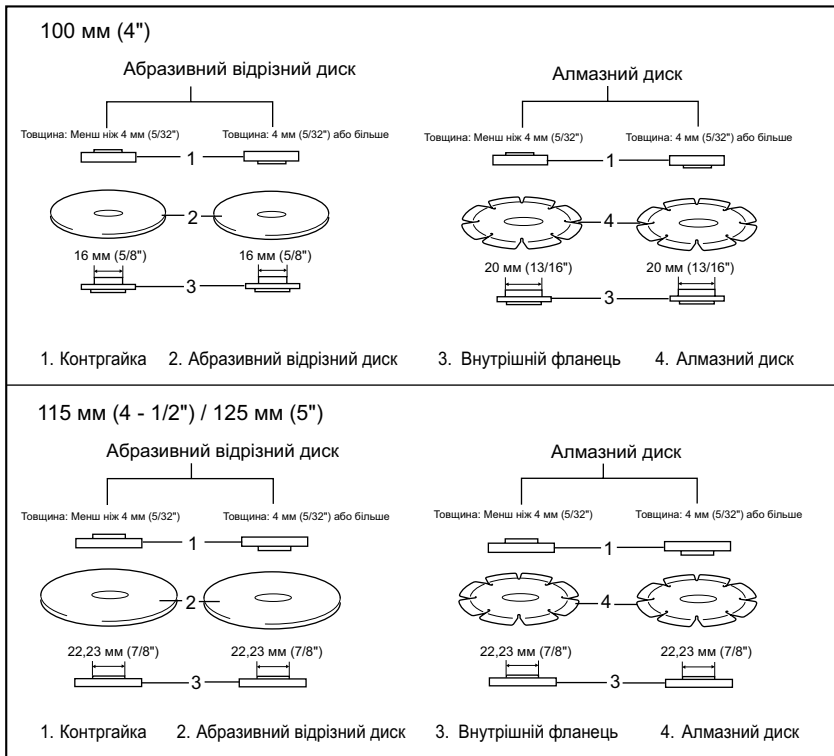 100 мм (4")
Абразивний відрізний диск
Алмазний диск
Товщина: Менш ніж 4 мм (5/32")
Товщина: 4 мм (5/32") або більше
Товщина: Менш ніж 4 мм (5/32")
Товщина: 4 мм (5/32") або більше
1
1
2
4
16 мм (5/8")
16 мм (5/8")
20 мм (13/16")
20 мм (13/16")
3
3
1. Контргайка 2. Абразивний відрізний диск 3. Внутрішній фланець 4. Алмазний диск
115 мм (4 - 1/2") / 125 мм (5")
Абразивний відрізний диск
Алмазний диск
Товщина: Менш ніж 4 мм (5/32")
Товщина: 4 мм (5/32") або більше
Товщина: Менш ніж 4 мм (5/32")
Товщина: 4 мм (5/32") або більше
1
1
2
4
22,23 мм (7/8")
22,23 мм (7/8")
22,23 мм (7/8")
22,23 мм (7/8")
3
3
1. Контргайка 2. Абразивний відрізний диск 3. Внутрішній фланець 4. Алмазний диск